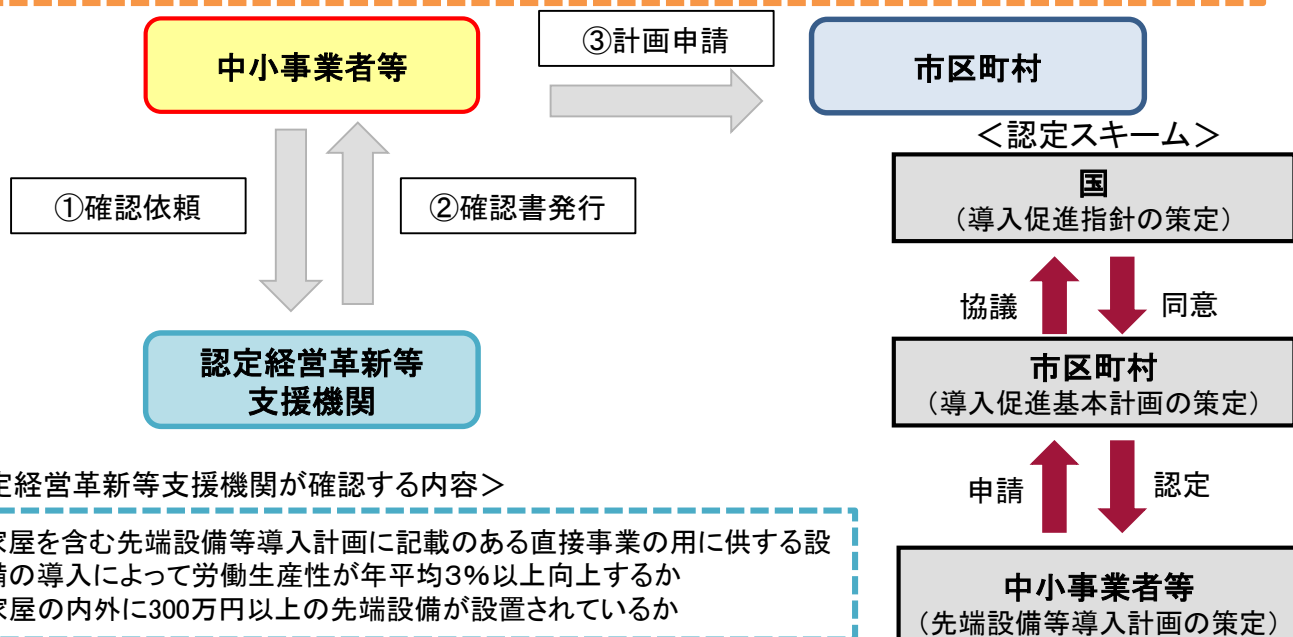 中小事業者等
③計画申請
市区町村
①確認依頼
②確認書発行
認定経営革新等
支援機関
定経営革新等支援機関が確認する内容＞
家屋を含む先端設備等導入計画に記載のある直接事業の用に供する設
備の導入によって労働生産性が年平均３％以上向上するか
家屋の内外に300万円以上の先端設備が設置されているか
＜認定スキーム＞
国
（導入促進指針の策定）
協議
同意
市区町村
（導入促進基本計画の策定）
申請
認定
中小事業者等
（先端設備等導入計画の策定）